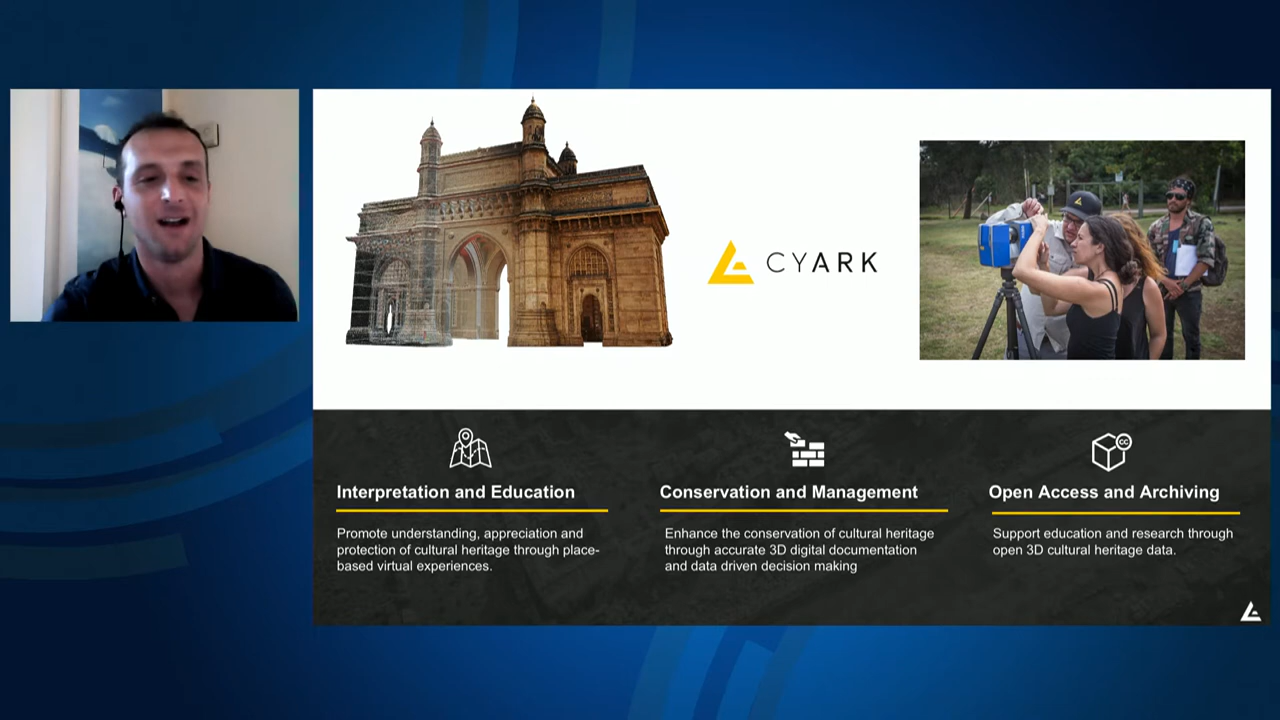 CYARK
CC
Interpretation and Education
Promote understanding, appreciation and
protection of cultural heritage through place-
based virtual experiences.
Conservation and Management
Enhance the conservation of cultural heritage
through accurate 3D digital documentation
and data driven decision making
Open Access and Archiving
Support education and research through
open 3D cultural heritage data.